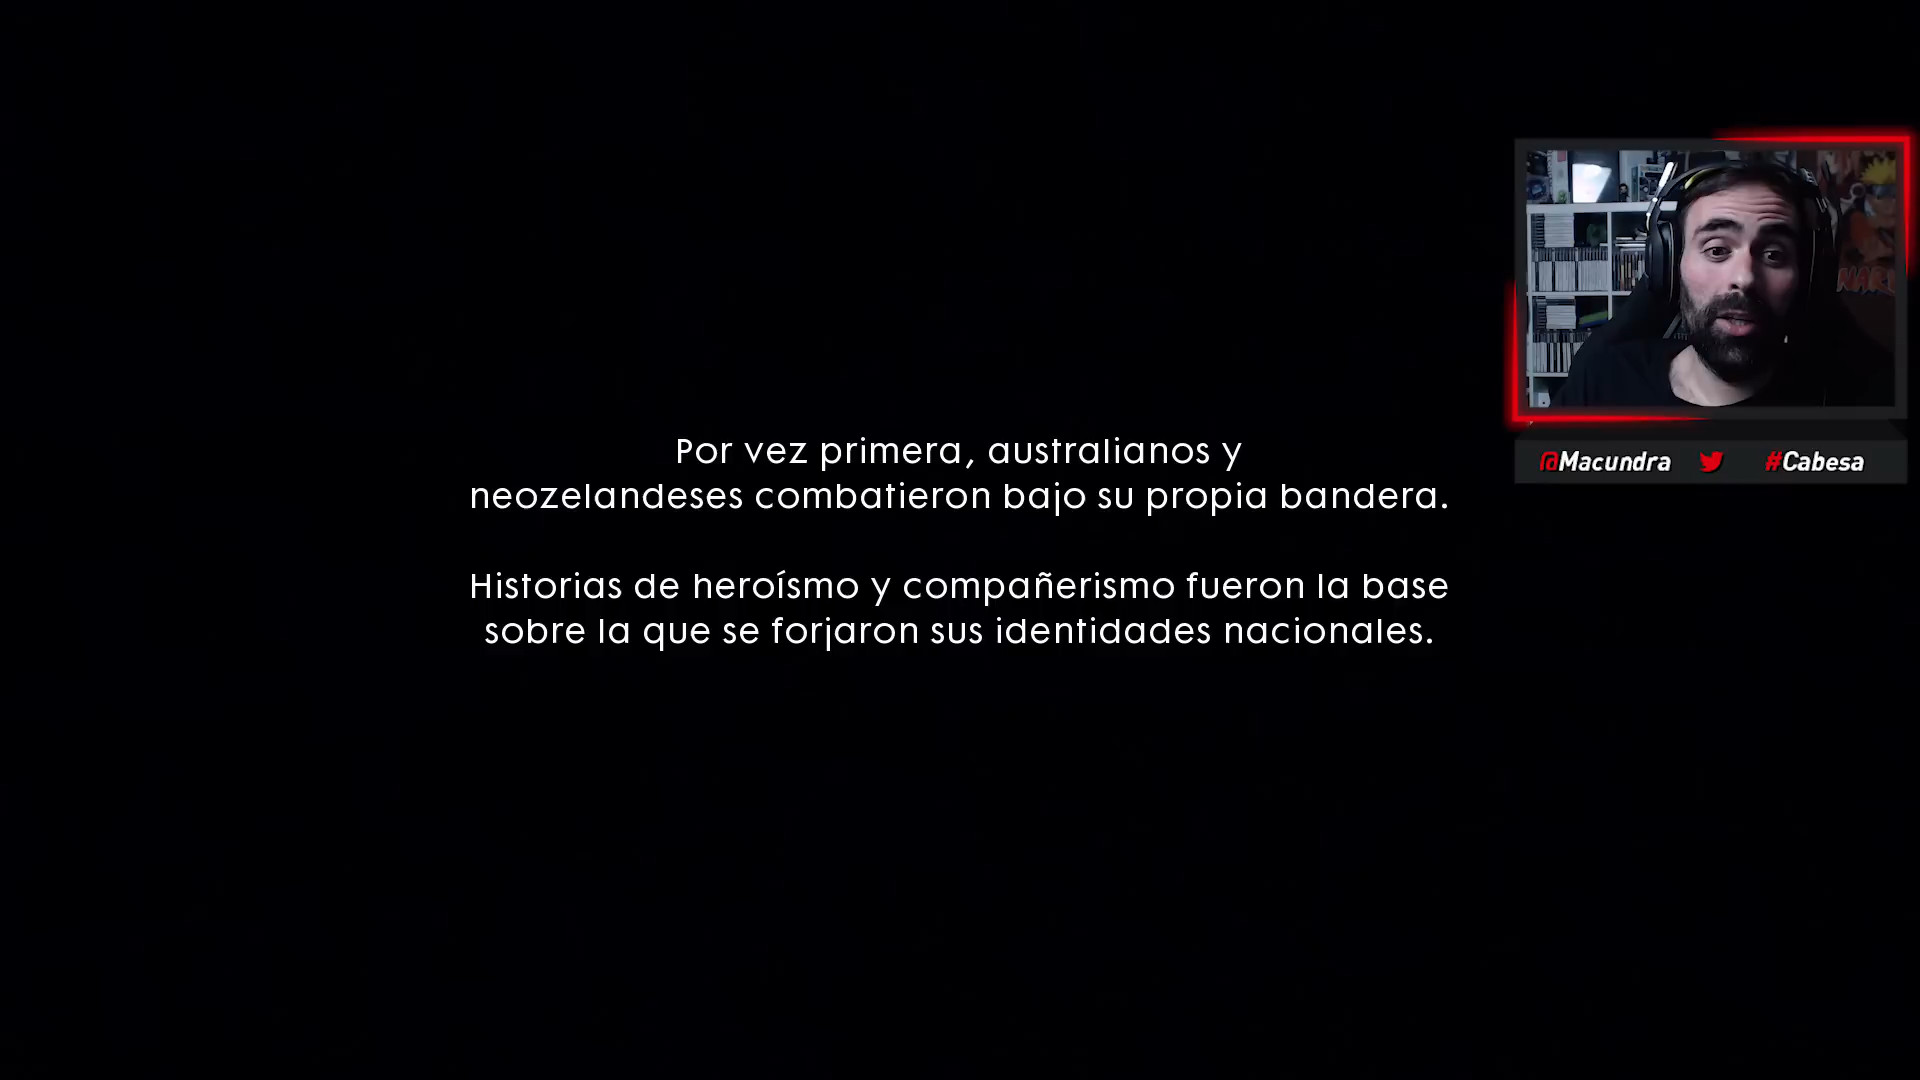 Por vez primera, australianos y
neozelandeses combatieron bajo su propia bandera.
Historias de heroísmo y compañerismo fueron la base
sobre la que se forjaron sus identidades nacionales.
@Macundra #Cabesa